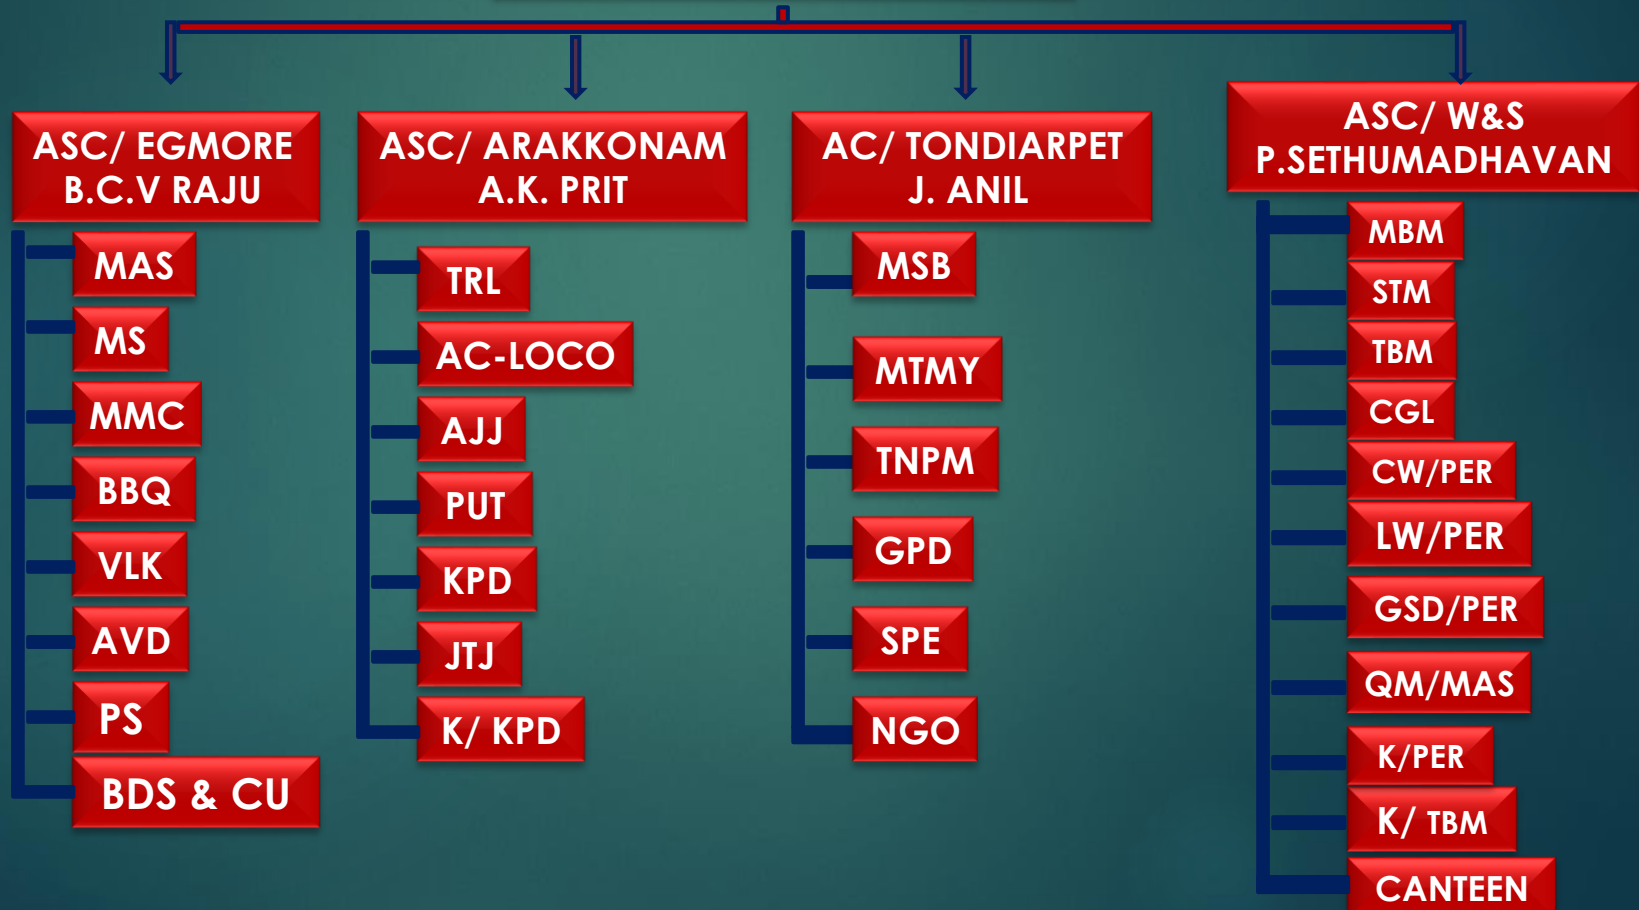 ASC/ EGMORE
B.C.V RAJU
MAS
MS
MMC
BBQ
VLK
AVD
PS
BDS & CU
ASC/ ARAKKONAM
A.K. PRIT
TRL
AC-LOCO
AJJ
PUT
KPD
JTJ
K/ KPD
AC/ TONDIARPET
J. ANIL
MSB
MTMY
TNPM
GPD
SPE
NGO
ASC/ W&S
P.SETHUMADHAVAN
MBM
STM
TBM
CGL
CW/PER
LW/PER
GSD/PER
QM/MAS
K/PER
K/ TBM
CANTEEN